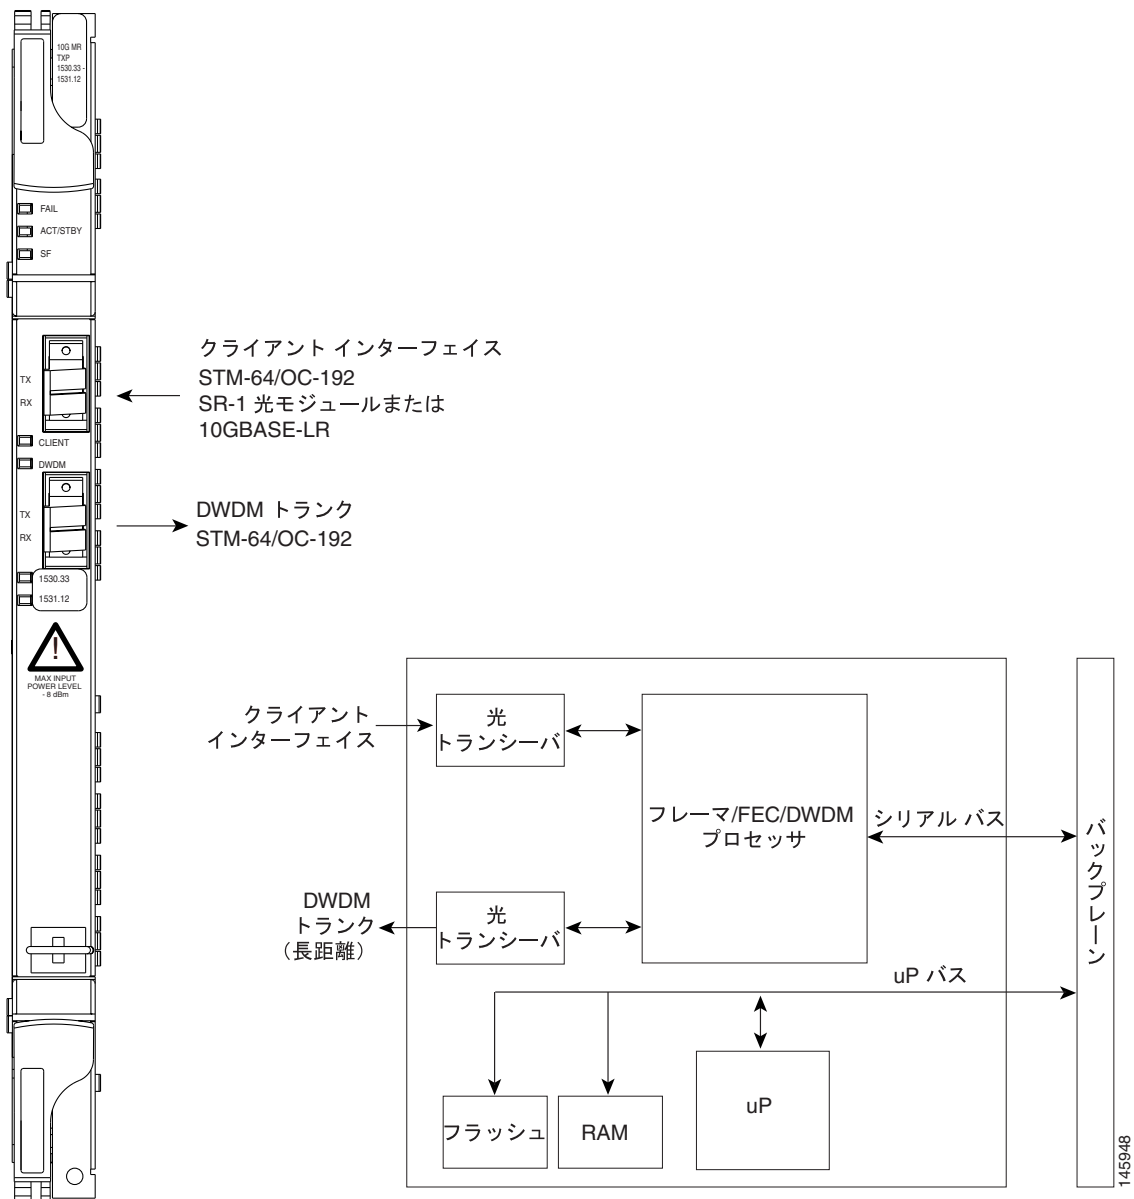 10G MR
TXP
1530.33 -
1531.12
FAIL
ACT/STBY
SF
TX
RX
CLIENT
DWDM
TX
RX
1530.33
1531.12
!
MAX INPUT
POWER LEVEL
- 8 dBm
クライアント インターフェイス
STM-64/OC-192
SR-1 光モジュールまたは
10GBASE-LR
DWDM トランク
STM-64/OC-192
クライアント
インターフェイス
光
トランシーバ
フレーマ/FEC/DWDM
プロセッサ
シリアル バス
バックプレーン
DWDM
トランク
（長距離）
光
トランシーバ
uP バス
フラッシュ
RAM
uP
145948